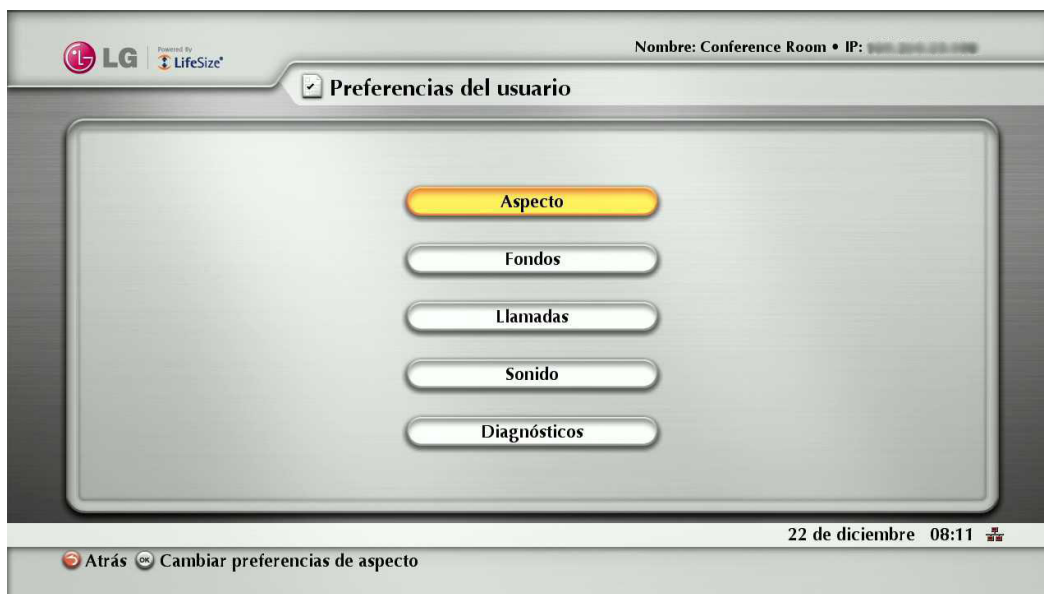 LG
Powered By
LifeSize
Nombre: Conference Room • IP:
Preferencias del usuario
Aspecto
Fondos
Llamadas
Sonido
Diagnósticos
22 de diciembre 08:11
Atrás OK Cambiar preferencias de aspecto